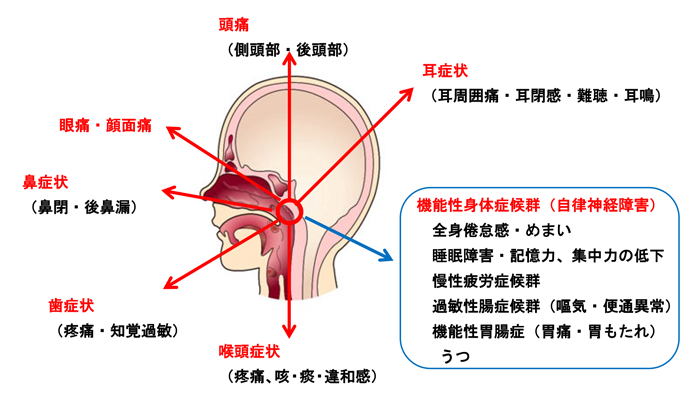 頭痛
（側頭部・後頭部）
耳症状
（耳周囲痛・耳閉感・難聴・耳鳴）
眼痛・顔面痛
鼻症状
（鼻閉・後鼻漏）
歯症状
（疼痛・知覚過敏）
喉頭症状
（疼痛、咳・痰・違和感）
機能性身体症候群（自律神経障害）
全身倦怠感・めまい
睡眠障害・記憶力、集中力の低下
慢性疲労症候群
過敏性腸症候群（嘔気・便通異常）
機能性胃腸症（胃痛・胃もたれ）
うつ